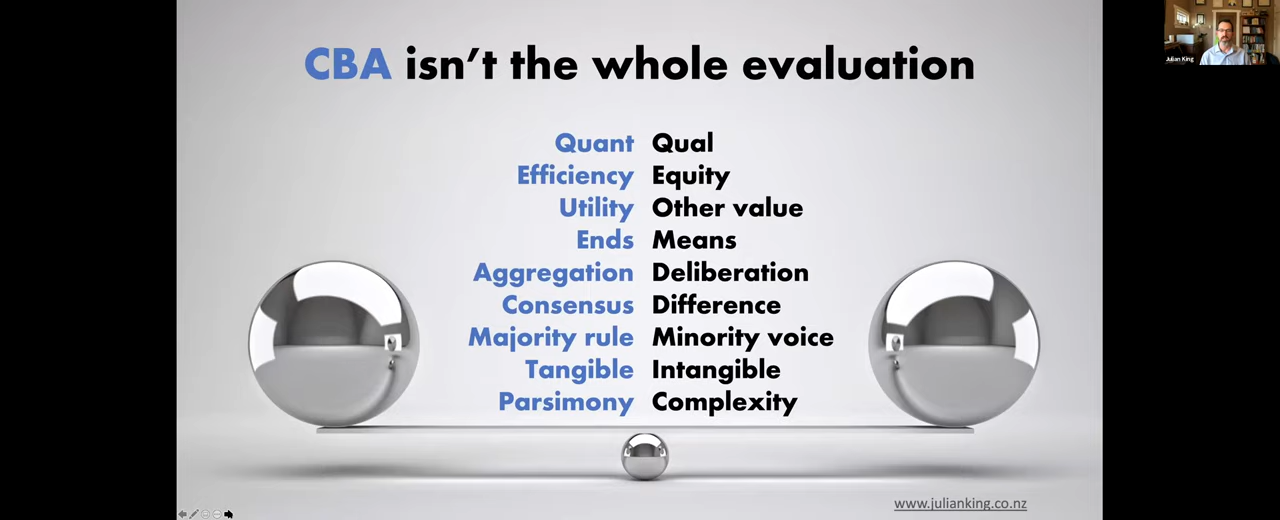 CBA isn't the whole evaluation
Quant Qual
Efficiency Equity
Utility Other value
Ends Means
Aggregation Deliberation
Consensus Difference
Majority rule Minority voice
Tangible Intangible
Parsimony Complexity
www.julianking.co.nz
Julian King